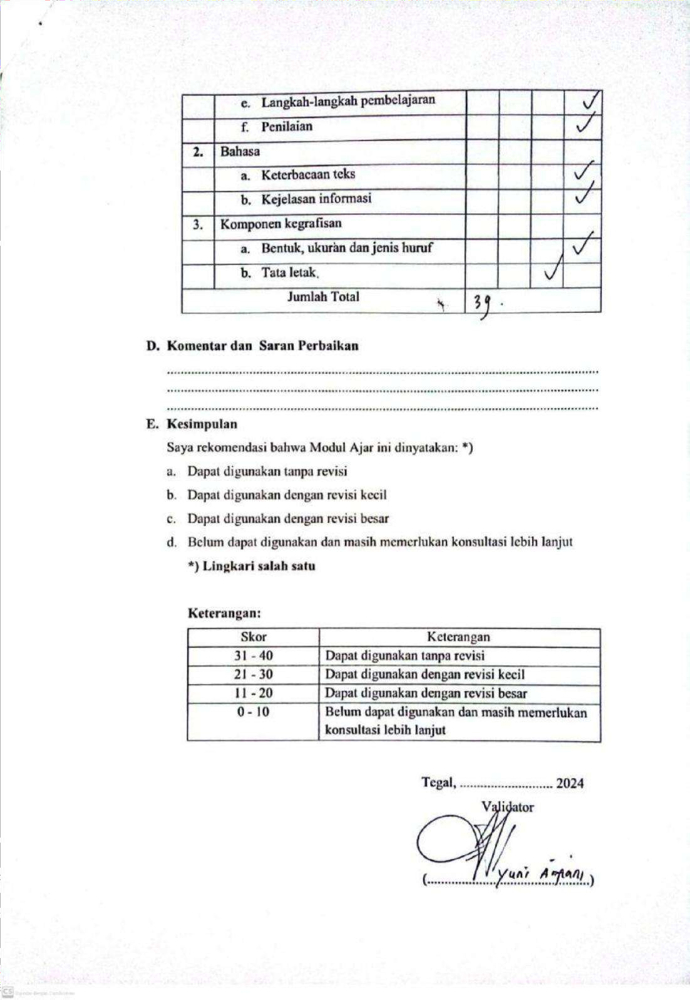 e. Langkah-langkah pembelajaran ✓
f. Penilaian ✓
2. Bahasa
a. Keterbacaan teks ✓
b. Kejelasan informasi ✓
3. Komponen kegrafisan
a. Bentuk, ukuran dan jenis huruf ✓
b. Tata letak. ✓
Jumlah Total 39.
D. Komentar dan Saran Perbaikan
E. Kesimpulan
Saya rekomendasi bahwa Modul Ajar ini dinyatakan: *)
a. Dapat digunakan tanpa revisi
b. Dapat digunakan dengan revisi kecil
c. Dapat digunakan dengan revisi besar
d. Belum dapat digunakan dan masih memerlukan konsultasi lebih lanjut
*) Lingkari salah satu
Keterangan:
Skor Keterangan
31 - 40 Dapat digunakan tanpa revisi
21 - 30 Dapat digunakan dengan revisi kecil
11 - 20 Dapat digunakan dengan revisi besar
0 - 10 Belum dapat digunakan dan masih memerlukan
konsultasi lebih lanjut
Tegal, ........................... 2024
Validator
(Yuni)
CS